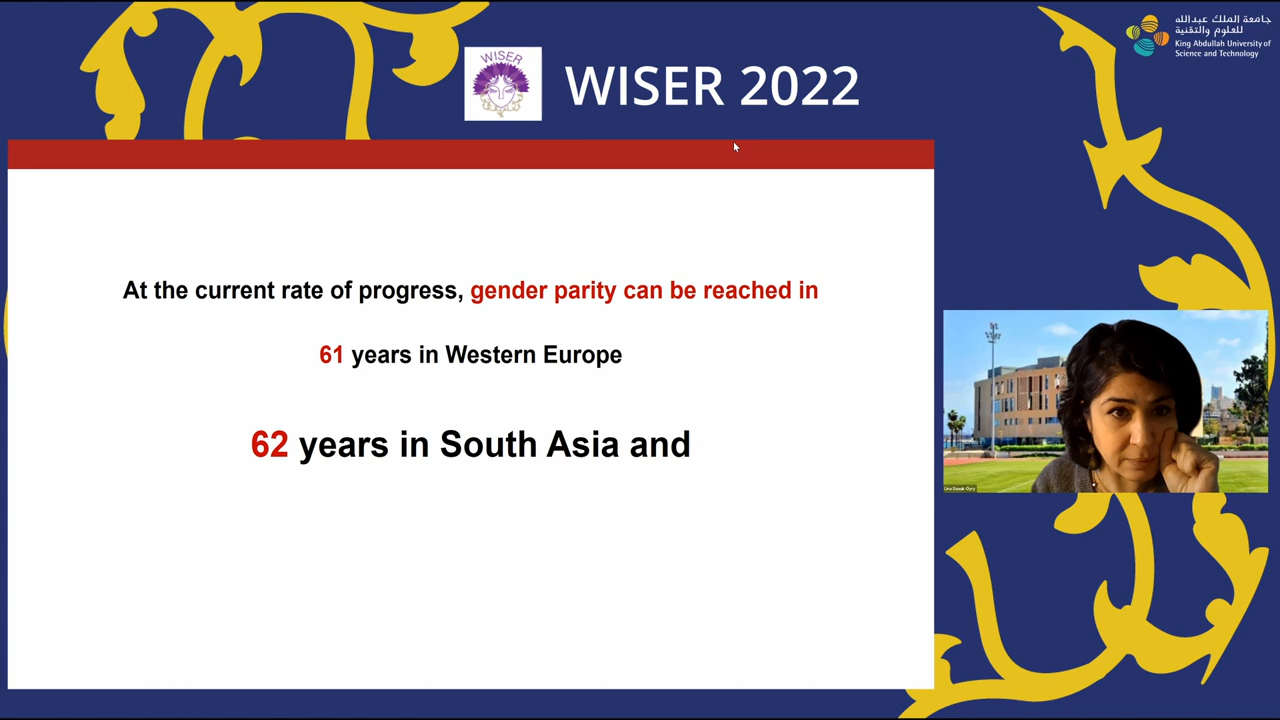 جامعة الملك عبدالله
للعلوم والتقنية
King Abdullah University of
Science and Technology
WISER
WISER 2022
At the current rate of progress, gender parity can be reached in
61 years in Western Europe
62 years in South Asia and